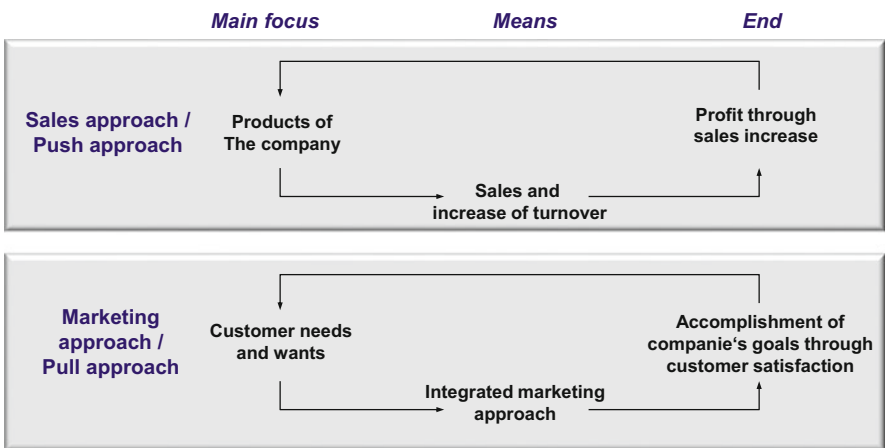 Main focus Means End
Sales approach /
Push approach
Products of
The company
Sales and
increase of turnover
Profit through
sales increase
Marketing
approach /
Pull approach
Customer needs
and wants
Integrated marketing
approach
Accomplishment of
companie‘s goals through
customer satisfaction